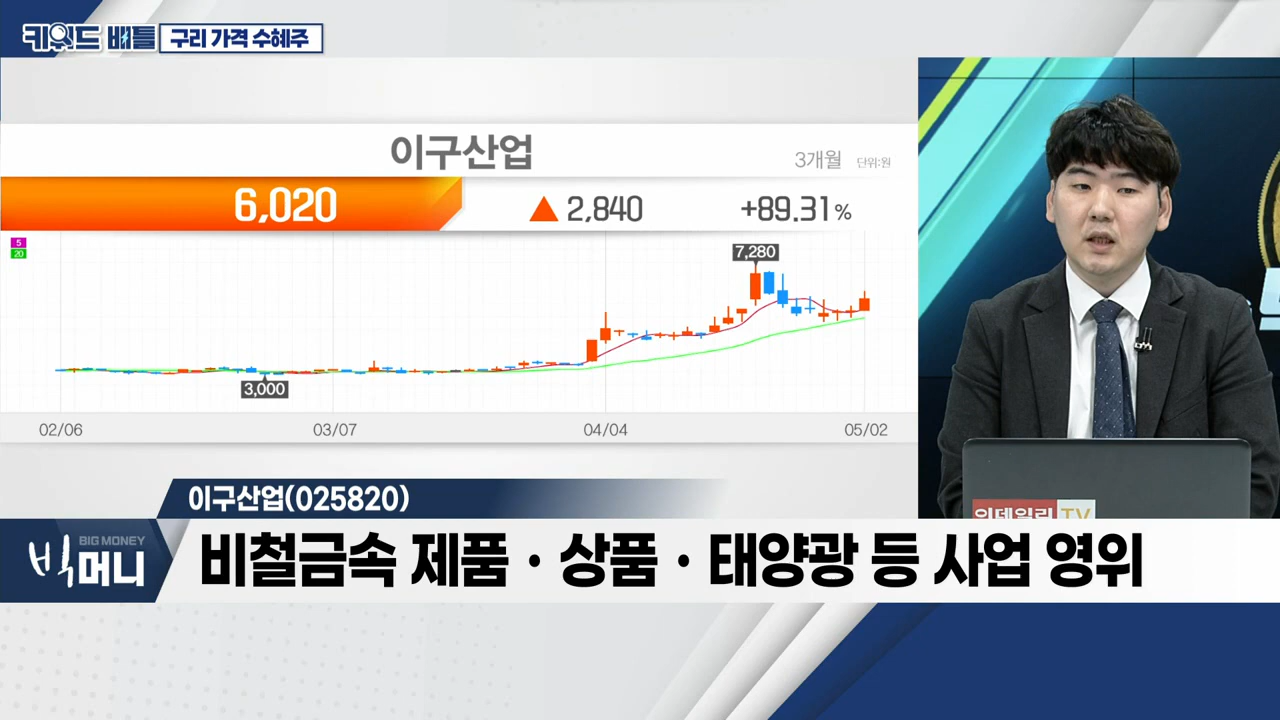 키워드 배틀 구리 가격 수혜주
이구산업
3개월 단위:원
6,020 ▲ 2,840 +89.31%
5
20
7,280
3,000
02/06 03/07 04/04 05/02
이데일리TV
이구산업(025820)
BIG MONEY
빅머니
비철금속 제품 · 상품 · 태양광 등 사업 영위